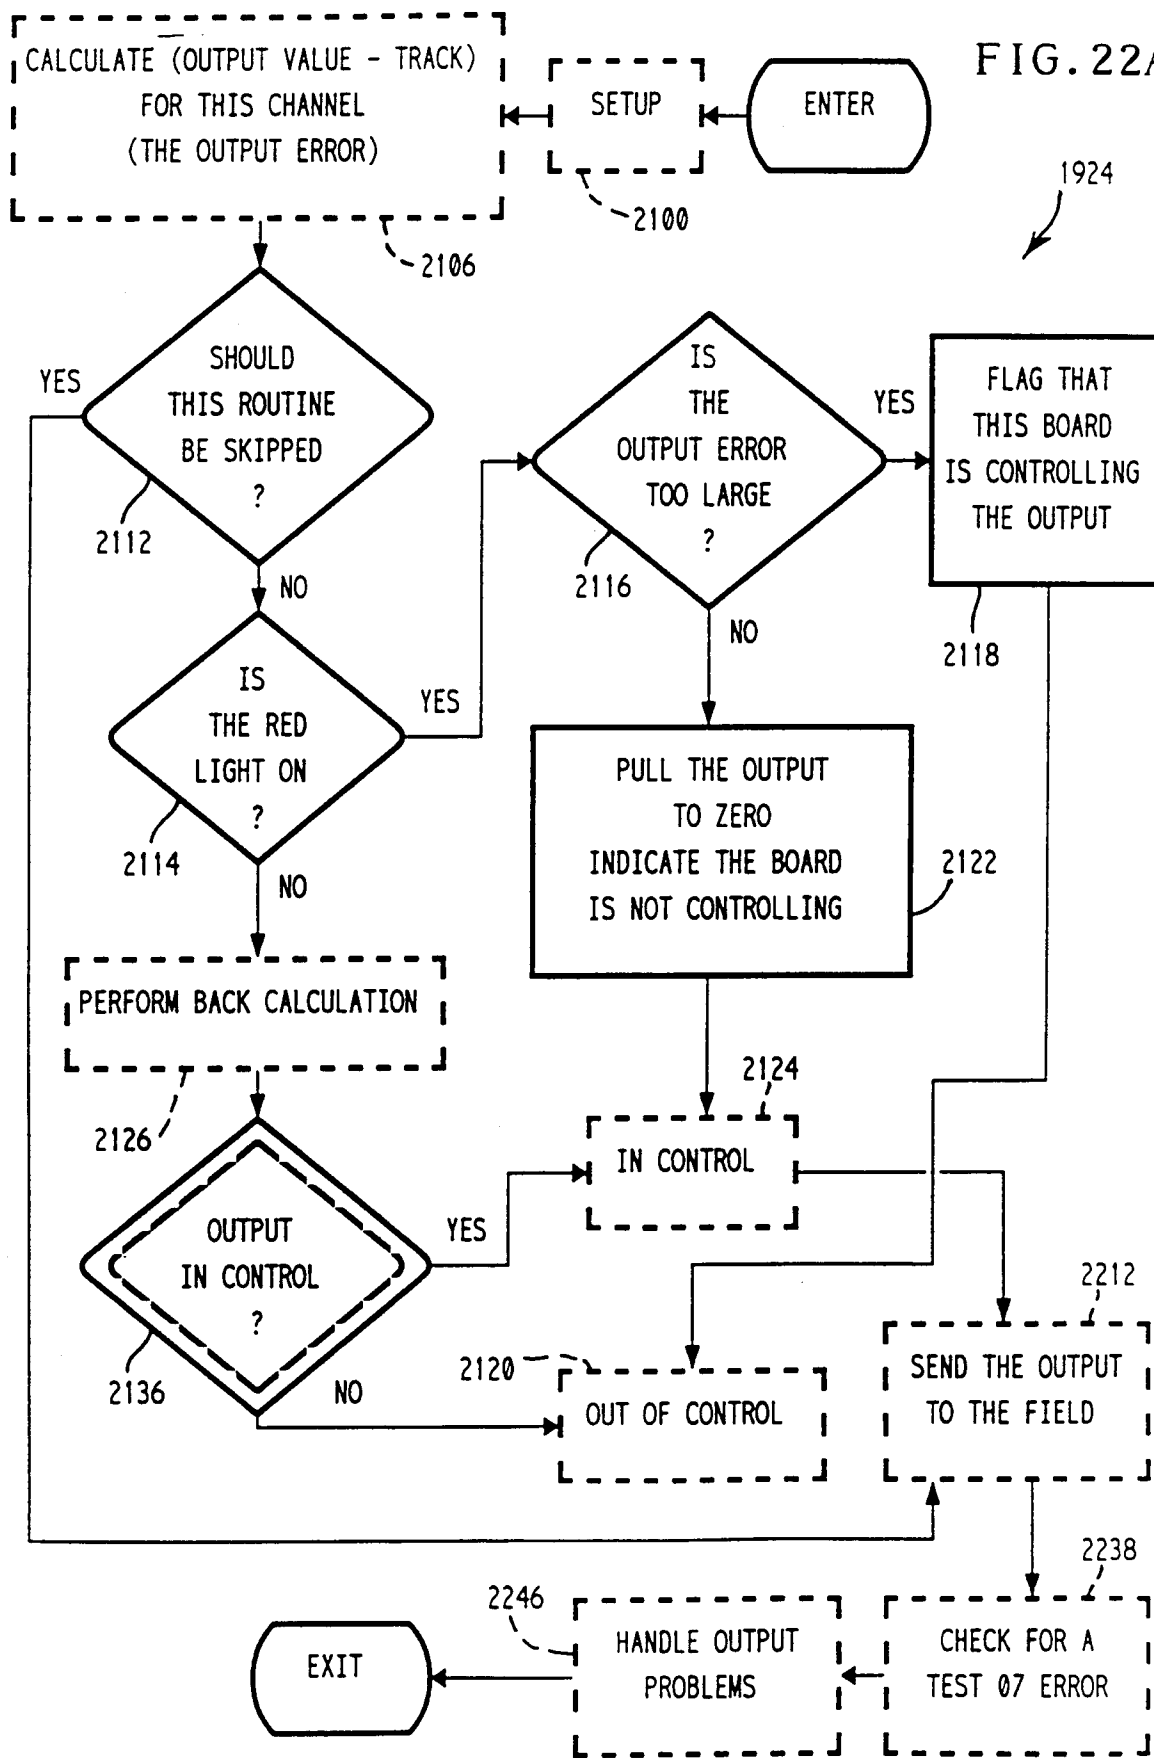 FIG. 22A
CALCULATE (OUTPUT VALUE - TRACK)
FOR THIS CHANNEL
(THE OUTPUT ERROR)
SETUP
ENTER
2100
2106
1924
SHOULD
THIS ROUTINE
BE SKIPPED
?
YES
2112
NO
IS
THE
OUTPUT ERROR
TOO LARGE
?
YES
2116
NO
FLAG THAT
THIS BOARD
IS CONTROLLING
THE OUTPUT
2118
IS
THE RED
LIGHT ON
?
YES
2114
NO
PULL THE OUTPUT
TO ZERO
INDICATE THE BOARD
IS NOT CONTROLLING
2122
PERFORM BACK CALCULATION
2126
2124
IN CONTROL
OUTPUT
IN CONTROL
?
YES
2136
NO
2120
OUT OF CONTROL
2212
SEND THE OUTPUT
TO THE FIELD
2238
CHECK FOR A
TEST 07 ERROR
2246
HANDLE OUTPUT
PROBLEMS
EXIT